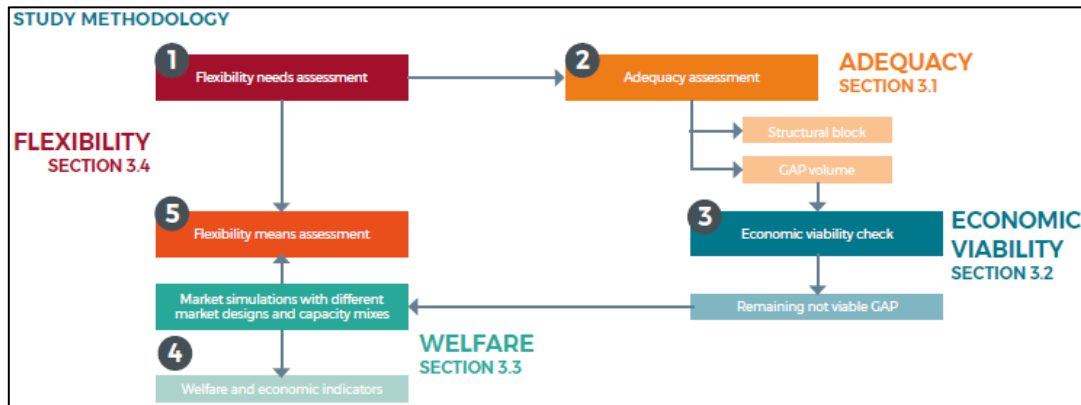 STUDY METHODOLOGY
1
Flexibility needs assessment
2
Adequacy assessment
ADEQUACY
SECTION 3.1
Structural block
GAP volume
FLEXIBILITY
SECTION 3.4
5
Flexibility means assessment
3
Economic viability check
ECONOMIC
VIABILITY
SECTION 3.2
Market simulations with different
market designs and capacity mixes
Remaining not viable GAP
WELFARE
SECTION 3.3
4
Welfare and economic indicators